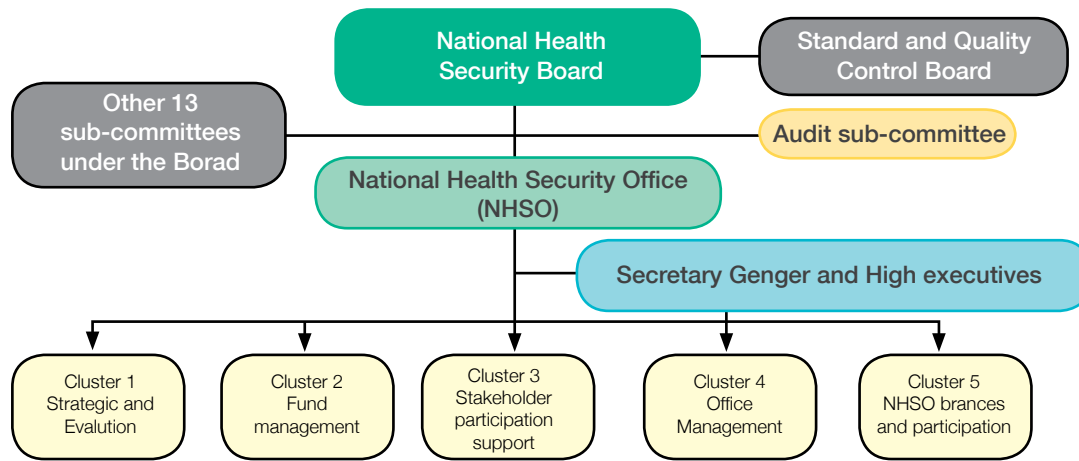 National Health
Security Board
Standard and Quality
Control Board
Other 13
sub-committees
under the Borad
Audit sub-committee
National Health Security Office
(NHSO)
Secretary Genger and High executives
Cluster 1
Strategic and
Evalution
Cluster 2
Fund
management
Cluster 3
Stakeholder
participation
support
Cluster 4
Office
Management
Cluster 5
NHSO brances
and participation